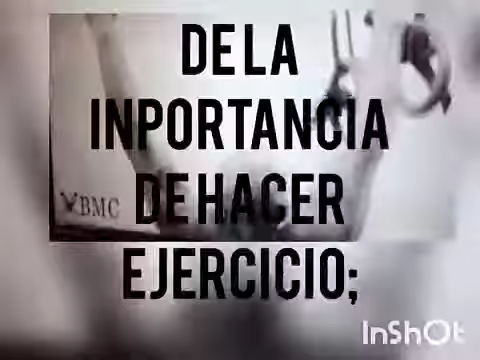 DE LA
INPORTANCIA
DE HACER
BMC
EJERCICIO;
InShOt